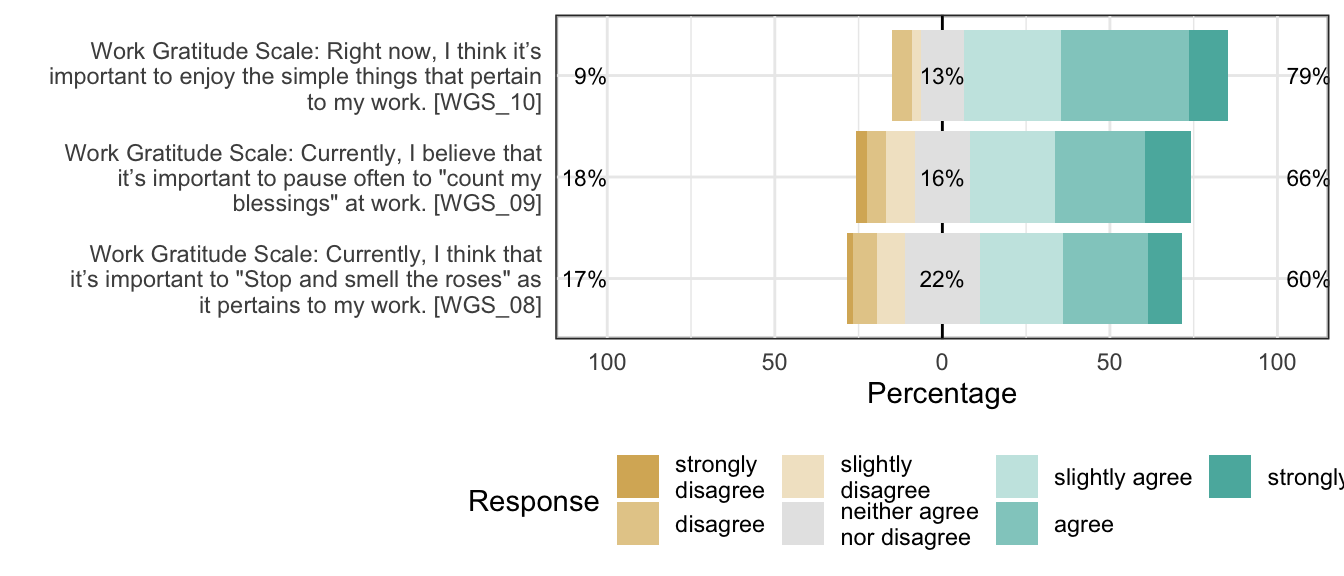 Work Gratitude Scale: Right now, I think it’s
important to enjoy the simple things that pertain
to my work. [WGS_10]
9%
13%
79%
Work Gratitude Scale: Currently, I believe that
it’s important to pause often to "count my
blessings" at work. [WGS_09]
18%
16%
66%
Work Gratitude Scale: Currently, I think that
it’s important to "Stop and smell the roses" as
it pertains to my work. [WGS_08]
17%
22%
60%
100 50 0 50 100
Percentage
Response
strongly
disagree
disagree
slightly
disagree
neither agree
nor disagree
slightly agree
agree
strongly